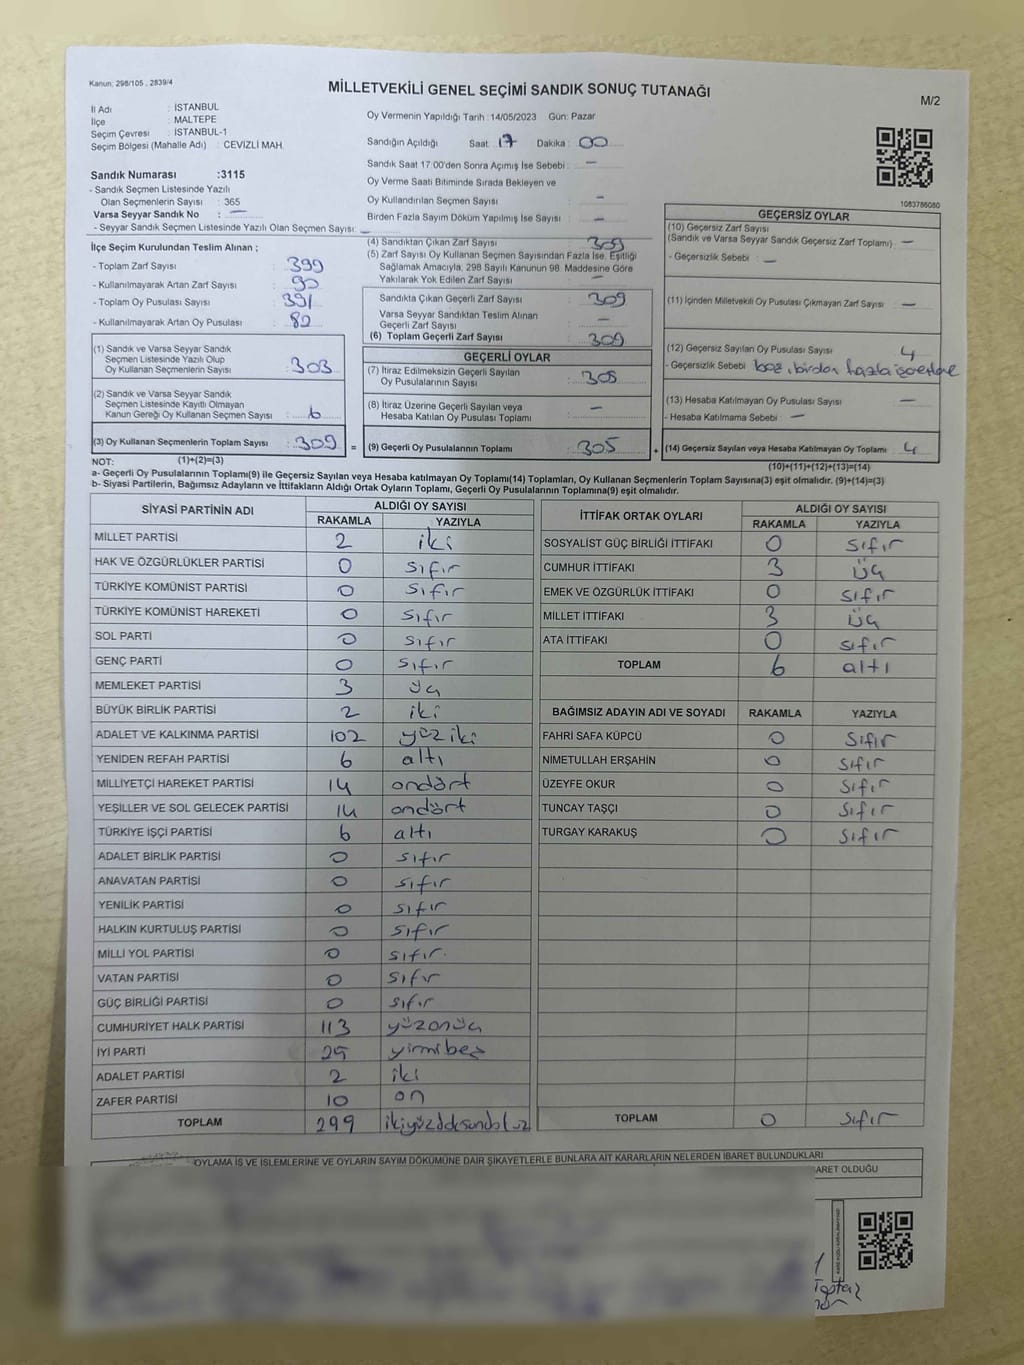 Kanun; 298/105 , 2839/4
MİLLETVEKİLİ GENEL SEÇİMİ SANDIK SONUÇ TUTANAĞI
M/2
İl Adı : İSTANBUL
İlçe : MALTEPE
Seçim Çevresi : İSTANBUL-1
Seçim Bölgesi (Mahalle Adı) : CEVİZLİ MAH.
Oy Vermenin Yapıldığı Tarih : 14/05/2023 Gün: Pazar
Sandığın Açıldığı Saat : 17 Dakika : 00
Sandık Saat 17:00'den Sonra Açılmış İse Sebebi : —
Oy Verme Saati Bitiminde Sırada Bekleyen ve
Oy Kullandırılan Seçmen Sayısı : —
Birden Fazla Sayım Döküm Yapılmış İse Sayısı : —
Sandık Numarası :3115
- Sandık Seçmen Listesinde Yazılı
Olan Seçmenlerin Sayısı : 365
Varsa Seyyar Sandık No : —
- Seyyar Sandık Seçmen Listesinde Yazılı Olan Seçmen Sayısı: —
1083786080
İlçe Seçim Kurulundan Teslim Alınan ;
- Toplam Zarf Sayısı : 399
- Kullanılmayarak Artan Zarf Sayısı : 90
- Toplam Oy Pusulası Sayısı : 391
- Kullanılmayarak Artan Oy Pusulası : 82
(1) Sandık ve Varsa Seyyar Sandık
Seçmen Listesinde Yazılı Olup
Oy Kullanan Seçmenlerin Sayısı : 303
(2) Sandık ve Varsa Seyyar Sandık
Seçmen Listesinde Kayıtlı Olmayan
Kanun Gereği Oy Kullanan Seçmen Sayısı : 6
(3) Oy Kullanan Seçmenlerin Toplam Sayısı : 309 =
(1)+(2)=(3)
(4) Sandıktan Çıkan Zarf Sayısı : 309
(5) Zarf Sayısı Oy Kullanan Seçmen Sayısından Fazla İse, Eşitliği
Sağlamak Amacıyla, 298 Sayılı Kanunun 98. Maddesine Göre
Yakılarak Yok Edilen Zarf Sayısı : —
Sandıkta Çıkan Geçerli Zarf Sayısı : 309
Varsa Seyyar Sandıktan Teslim Alınan
Geçerli Zarf Sayısı : —
(6) Toplam Geçerli Zarf Sayısı : 309
GEÇERLİ OYLAR
(7) İtiraz Edilmeksizin Geçerli Sayılan
Oy Pusulalarının Sayısı : 305
(8) İtiraz Üzerine Geçerli Sayılan veya
Hesaba Katılan Oy Pusulası Toplamı : —
(9) Geçerli Oy Pusulalarının Toplamı : 305 +
GEÇERSİZ OYLAR
(10) Geçersiz Zarf Sayısı
(Sandık ve Varsa Seyyar Sandık Geçersiz Zarf Toplamı) : —
- Geçersizlik Sebebi : —
(11) İçinden Milletvekili Oy Pusulası Çıkmayan Zarf Sayısı : —
(12) Geçersiz Sayılan Oy Pusulası Sayısı : 4
- Geçersizlik Sebebi : boş, birden fazla
(13) Hesaba Katılmayan Oy Pusulası Sayısı : —
- Hesaba Katılmama Sebebi : —
(14) Geçersiz Sayılan veya Hesaba Katılmayan Oy Toplamı : 4
(10)+(11)+(12)+(13)=(14)
NOT:
a- Geçerli Oy Pusulalarının Toplamı(9) ile Geçersiz Sayılan veya Hesaba katılmayan Oy Toplamı(14) Toplamları, Oy Kullanan Seçmenlerin Toplam Sayısına(3) eşit olmalıdır. (9)+(14)=(3)
b- Siyasi Partilerin, Bağımsız Adayların ve İttifakların Aldığı Ortak Oyların Toplamı, Geçerli Oy Pusulalarının Toplamına(9) eşit olmalıdır.
SİYASİ PARTİNİN ADI ALDIĞI OY SAYISI
RAKAMLA YAZIYLA
MİLLET PARTİSİ 2 iki
HAK VE ÖZGÜRLÜKLER PARTİSİ 0 sıfır
TÜRKİYE KOMÜNİST PARTİSİ 0 sıfır
TÜRKİYE KOMÜNİST HAREKETİ 0 sıfır
SOL PARTİ 0 sıfır
GENÇ PARTİ 0 sıfır
MEMLEKET PARTİSİ 3 üç
BÜYÜK BİRLİK PARTİSİ 2 iki
ADALET VE KALKINMA PARTİSİ 102 yüz iki
YENİDEN REFAH PARTİSİ 6 altı
MİLLİYETÇİ HAREKET PARTİSİ 14 ondört
YEŞİLLER VE SOL GELECEK PARTİSİ 14 ondört
TÜRKİYE İŞÇİ PARTİSİ 6 altı
ADALET BİRLİK PARTİSİ 0 sıfır
ANAVATAN PARTİSİ 0 sıfır
YENİLİK PARTİSİ 0 sıfır
HALKIN KURTULUŞ PARTİSİ 0 sıfır
MİLLİ YOL PARTİSİ 0 sıfır
VATAN PARTİSİ 0 sıfır
GÜÇ BİRLİĞİ PARTİSİ 0 sıfır
CUMHURİYET HALK PARTİSİ 113 yüzonüç
İYİ PARTİ 25 yirmibeş
ADALET PARTİSİ 2 iki
ZAFER PARTİSİ 10 on
TOPLAM 299
İTTİFAK ORTAK OYLARI ALDIĞI OY SAYISI
RAKAMLA YAZIYLA
SOSYALİST GÜÇ BİRLİĞİ İTTİFAKI 0 sıfır
CUMHUR İTTİFAKI 3 üç
EMEK VE ÖZGÜRLÜK İTTİFAKI 0 sıfır
MİLLET İTTİFAKI 3 üç
ATA İTTİFAKI 0 sıfır
TOPLAM 6 altı
BAĞIMSIZ ADAYIN ADI VE SOYADI RAKAMLA YAZIYLA
FAHRİ SAFA KÜPCÜ 0 sıfır
NİMETULLAH ERŞAHİN 0 sıfır
ÜZEYFE OKUR 0 sıfır
TUNCAY TAŞÇI 0 sıfır
TURGAY KARAKUŞ 0 sıfır
TOPLAM 0 sıfır
OYLAMA İŞ VE İŞLEMLERİNE VE OYLARIN SAYIM DÖKÜMÜNE DAİR ŞİKAYETLERLE BUNLARA AİT KARARLARIN NELERDEN İBARET BULUNDUKLARI
ARET OLDUĞU